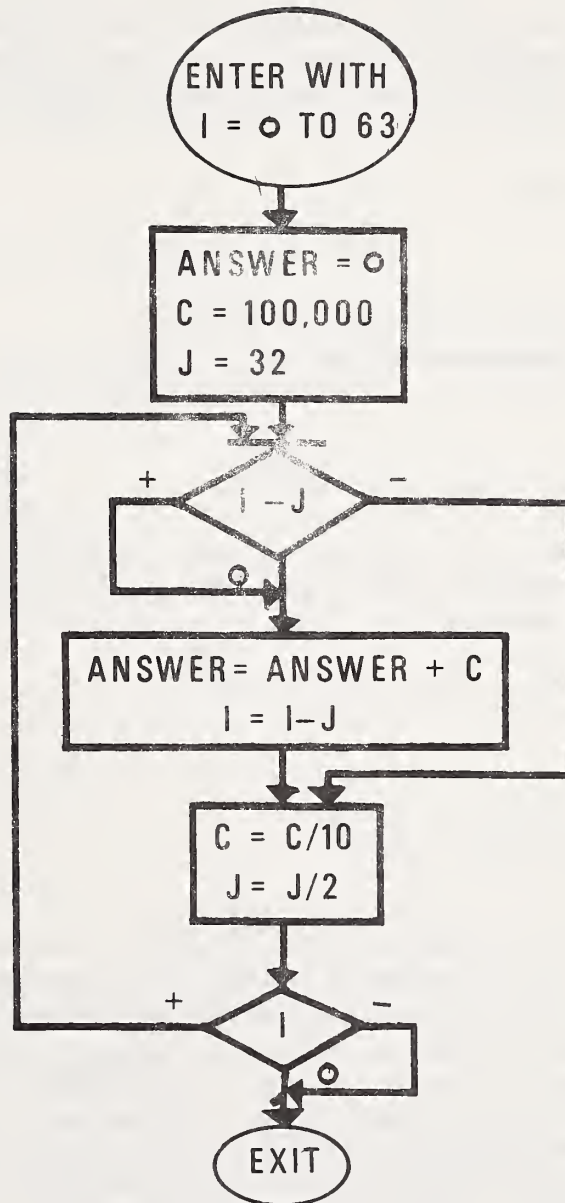 ENTER WITH
I = 0 TO 63
ANSWER = 0
C = 100,000
J = 32
+
I - J
-
0
ANSWER = ANSWER + C
I = I-J
C = C/10
J = J/2
+
I
-
0
EXIT